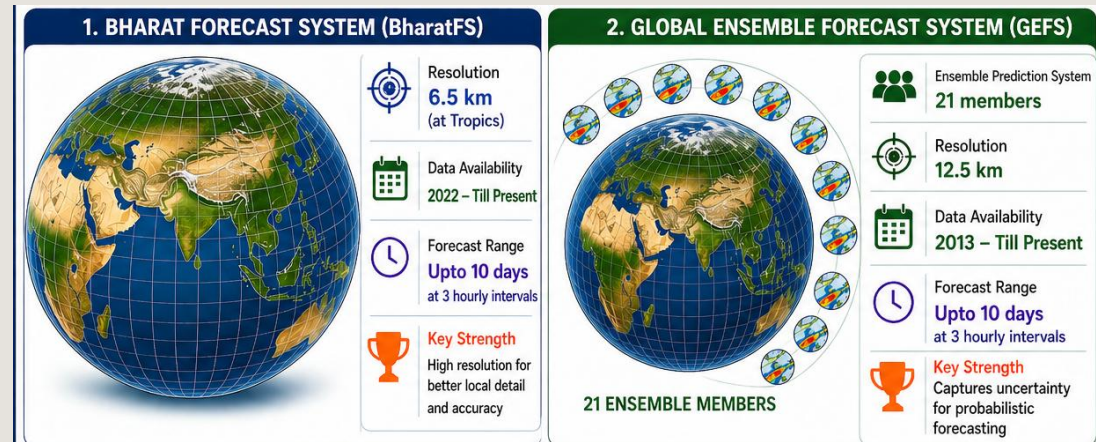 1. BHARAT FORECAST SYSTEM (BharatFS)
Resolution
6.5 km
(at Tropics)
Data Availability
2022 – Till Present
Forecast Range
Upto 10 days
at 3 hourly intervals
Key Strength
High resolution for
better local detail
and accuracy
2. GLOBAL ENSEMBLE FORECAST SYSTEM (GEFS)
21 ENSEMBLE MEMBERS
Ensemble Prediction System
21 members
Resolution
12.5 km
Data Availability
2013 – Till Present
Forecast Range
Upto 10 days
at 3 hourly intervals
Key Strength
Captures uncertainty
for probabilistic
forecasting